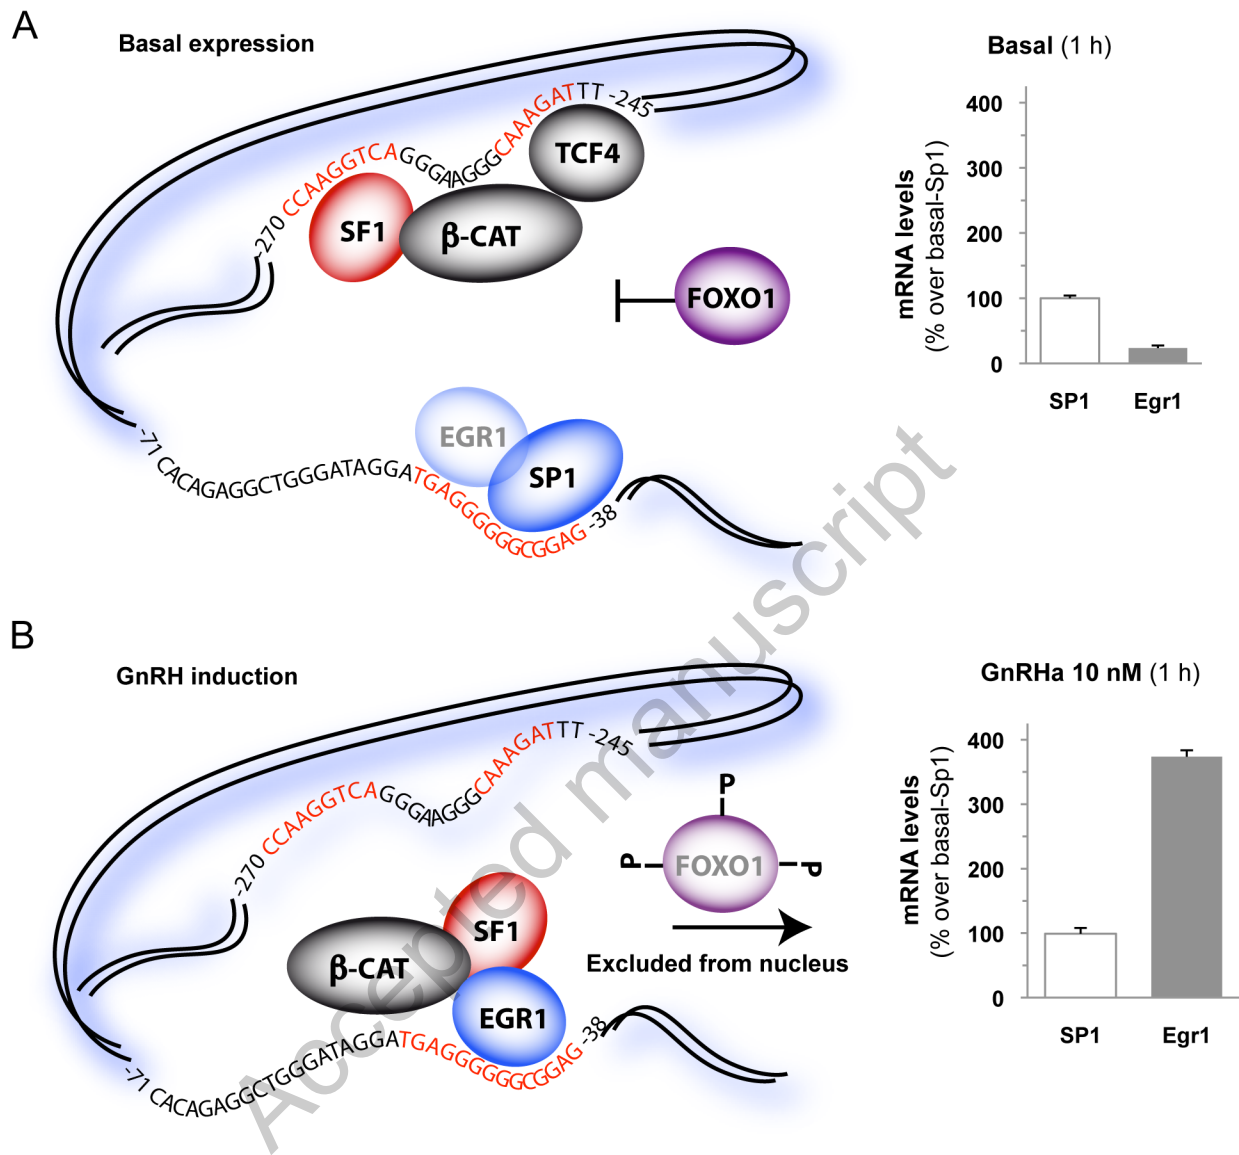 A
Basal expression
-270 CCAAGGTCAGGGAAGGGCAAAGATTT -245
TCF4
SF1
β-CAT
FOXO1
EGR1
SP1
-71 CACAGAGGCTGGGATAGGATGAGGGGGGCGGAG -38
Basal (1 h)
mRNA levels
(% over basal-Sp1)
400
300
200
100
0
SP1 Egr1
B
GnRH induction
-270 CCAAGGTCAGGGAAGGGCAAAGATTT -245
P
P
FOXO1
P
Excluded from nucleus
SF1
β-CAT
EGR1
-71 CACAGAGGCTGGGATAGGATGAGGGGGGCGGAG -38
GnRHa 10 nM (1 h)
mRNA levels
(% over basal-Sp1)
400
300
200
100
0
SP1 Egr1
Accepted manuscript